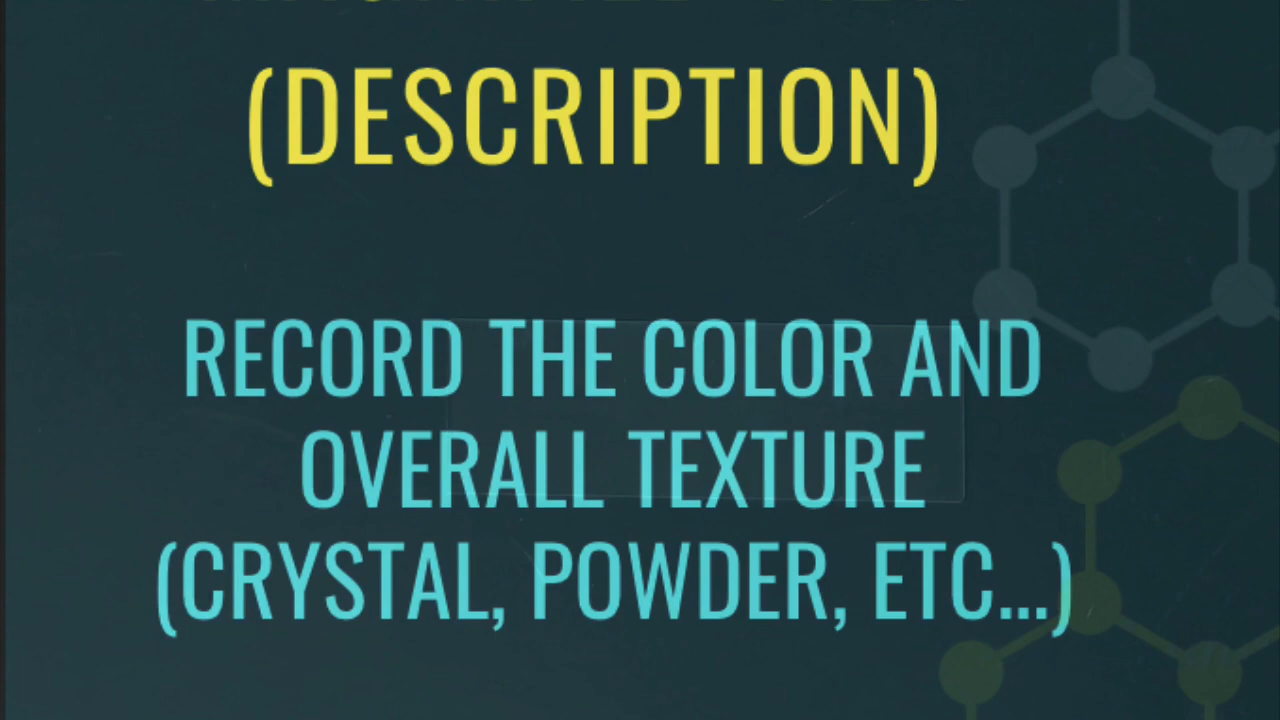 (DESCRIPTION)
RECORD THE COLOR AND
OVERALL TEXTURE
(CRYSTAL, POWDER, ETC...)